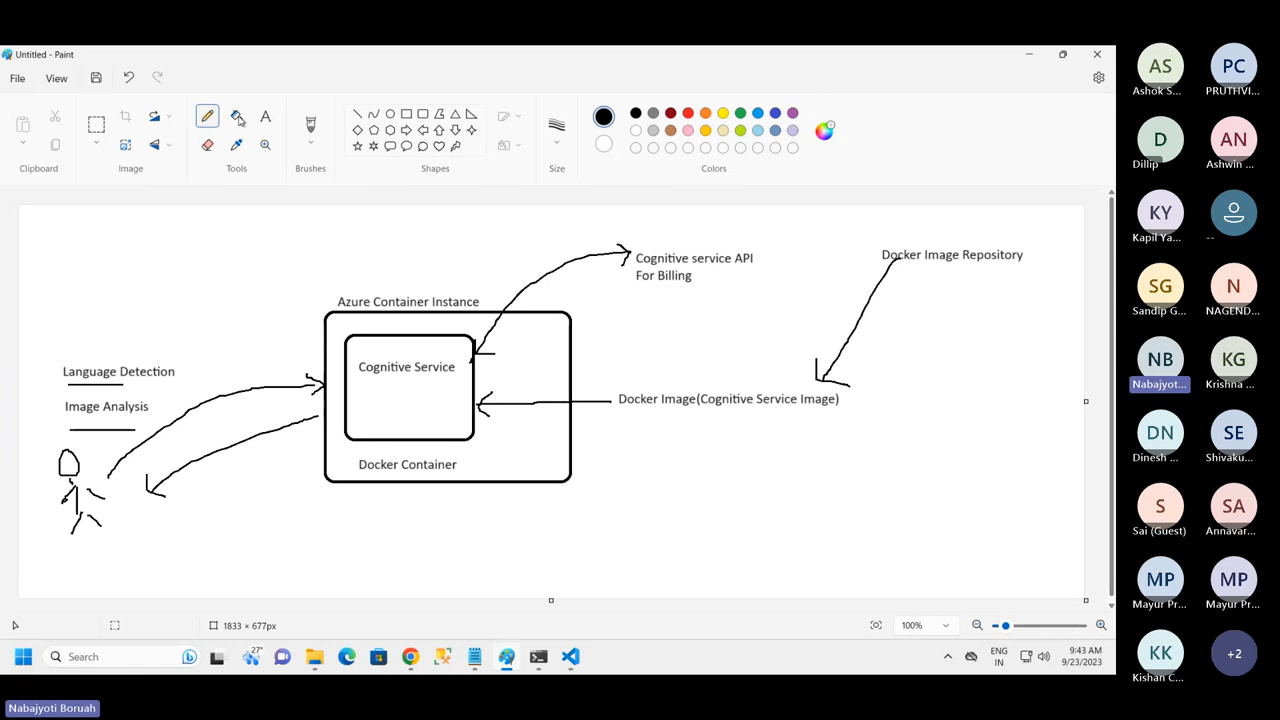 Untitled - Paint
File
View
Clipboard
Image
Tools
Brushes
Shapes
Size
Colors
A
Cognitive service API
For Billing
Docker Image Repository
Azure Container Instance
Cognitive Service
Docker Container
Docker Image(Cognitive Service Image)
Language Detection
Image Analysis
1833 × 677px
100%
Search
27°
ENG
IN
9:43 AM
9/23/2023
AS
Ashok S...
PC
PRUTHVI...
D
Dillip
AN
Ashwin ...
KY
Kapil Ya...
--
SG
Sandip G...
N
NAGEND...
NB
Nabajyot...
KG
Krishna ...
DN
Dinesh ...
SE
Shivaku...
S
Sai (Guest)
SA
Annavar...
MP
Mayur Pr...
MP
Mayur Pr...
KK
Kishan C...
+2
Nabajyoti Boruah